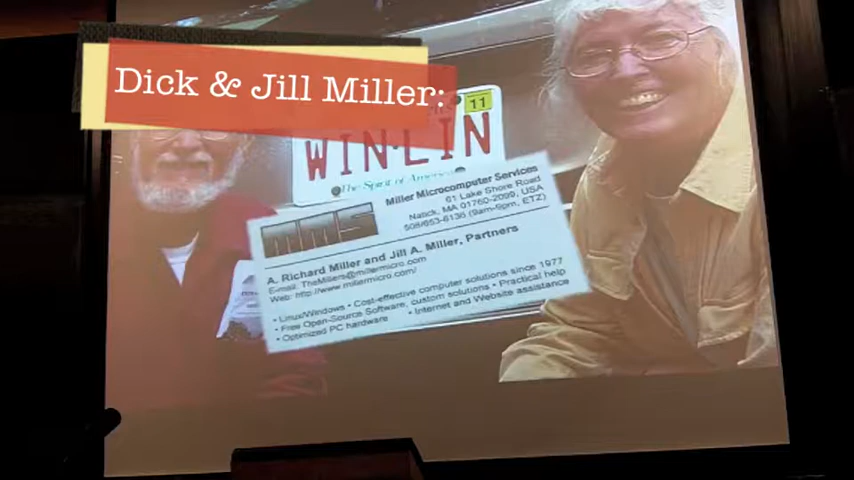 Dick & Jill Miller:
11
WIN-LIN
The Spirit of America
MMS
Miller Microcomputer Services
61 Lake Shore Road
Natick, MA 01760-2099, USA
508/653-6136 (9am-9pm, ETZ)
A. Richard Miller and Jill A. Miller, Partners
E-mail: TheMillers@millermicro.com
Web: http://www.millermicro.com/
• Linux/Windows • Cost-effective computer solutions since 1977
• Free Open-Source Software, custom solutions • Practical help
• Optimized PC hardware • Internet and Website assistance